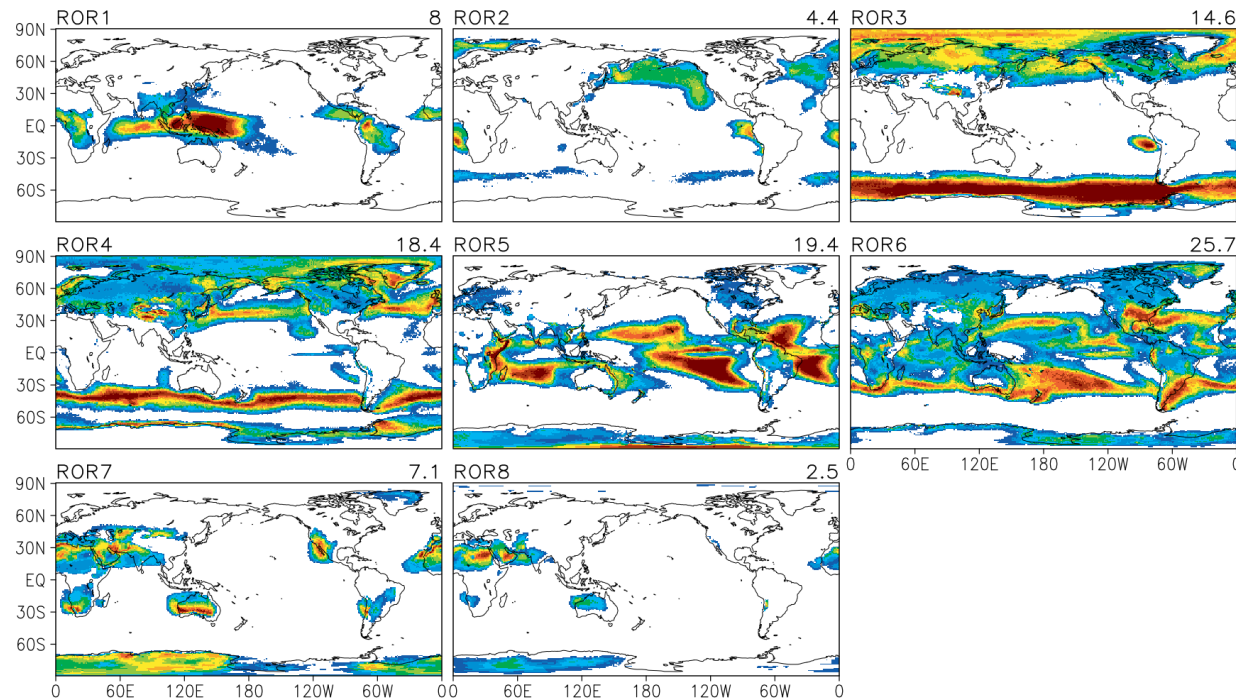 ROR1 8 ROR2 4.4 ROR3 14.6
90N
60N
30N
EQ
30S
60S
ROR4 18.4 ROR5 19.4 ROR6 25.7
90N
60N
30N
EQ
30S
60S
0 60E 120E 180 120W 60W 0
ROR7 7.1 ROR8 2.5
90N
60N
30N
EQ
30S
60S
0 60E 120E 180 120W 60W 0 0 60E 120E 180 120W 60W 0